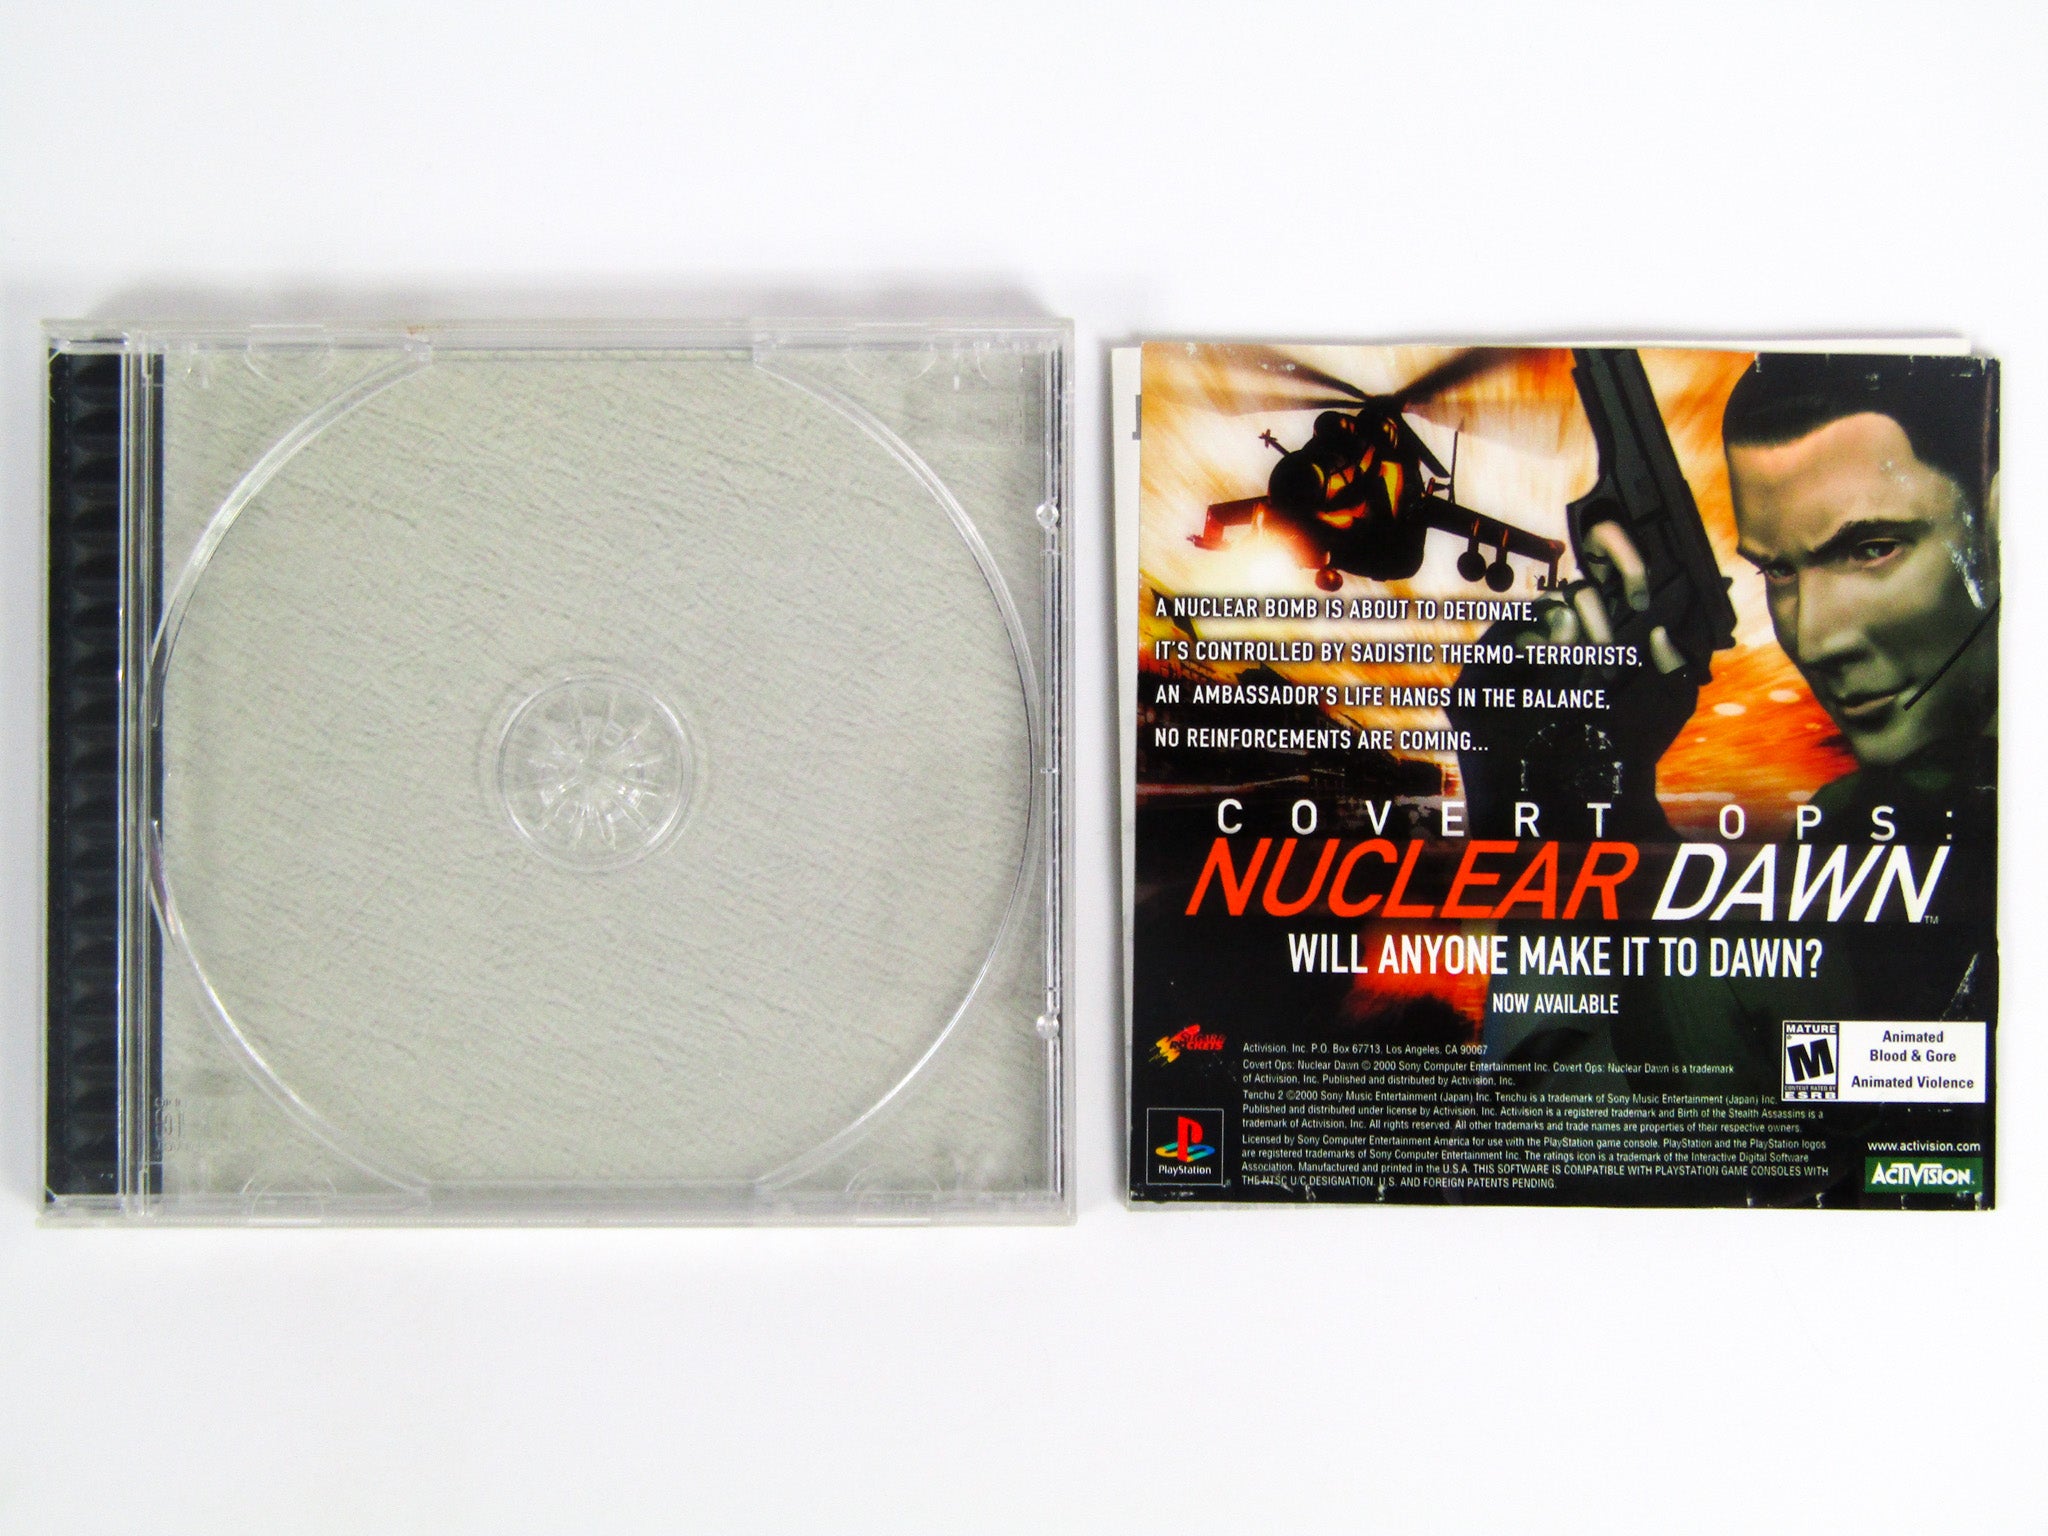 A NUCLEAR BOMB IS ABOUT TO DETONATE,
IT'S CONTROLLED BY SADISTIC THERMO-TERRORISTS,
AN AMBASSADOR'S LIFE HANGS IN THE BALANCE,
NO REINFORCEMENTS ARE COMING...
COVERT OPS:
NUCLEAR DAWN™
WILL ANYONE MAKE IT TO DAWN?
NOW AVAILABLE
SUGAR & ROCKETS
Activision, Inc. P.O. Box 67713, Los Angeles, CA 90067
Covert Ops: Nuclear Dawn © 2000 Sony Computer Entertainment Inc. Covert Ops: Nuclear Dawn is a trademark
of Activision, Inc. Published and distributed by Activision, Inc.
Tenchu 2 ©2000 Sony Music Entertainment (Japan) Inc. Tenchu is a trademark of Sony Music Entertainment (Japan) Inc.
Published and distributed under license by Activision, Inc. Activision is a registered trademark and Birth of the Stealth Assassins is a
trademark of Activision, Inc. All rights reserved. All other trademarks and trade names are properties of their respective owners.
Licensed by Sony Computer Entertainment America for use with the PlayStation game console. PlayStation and the PlayStation logos
are registered trademarks of Sony Computer Entertainment Inc. The ratings icon is a trademark of the Interactive Digital Software
Association. Manufactured and printed in the U.S.A. THIS SOFTWARE IS COMPATIBLE WITH PLAYSTATION GAME CONSOLES WITH
THE NTSC U/C DESIGNATION. U.S. AND FOREIGN PATENTS PENDING.
PlayStation
MATURE
M
CONTENT RATED BY
ESRB
Animated
Blood & Gore
Animated Violence
www.activision.com
ACTIVISION.